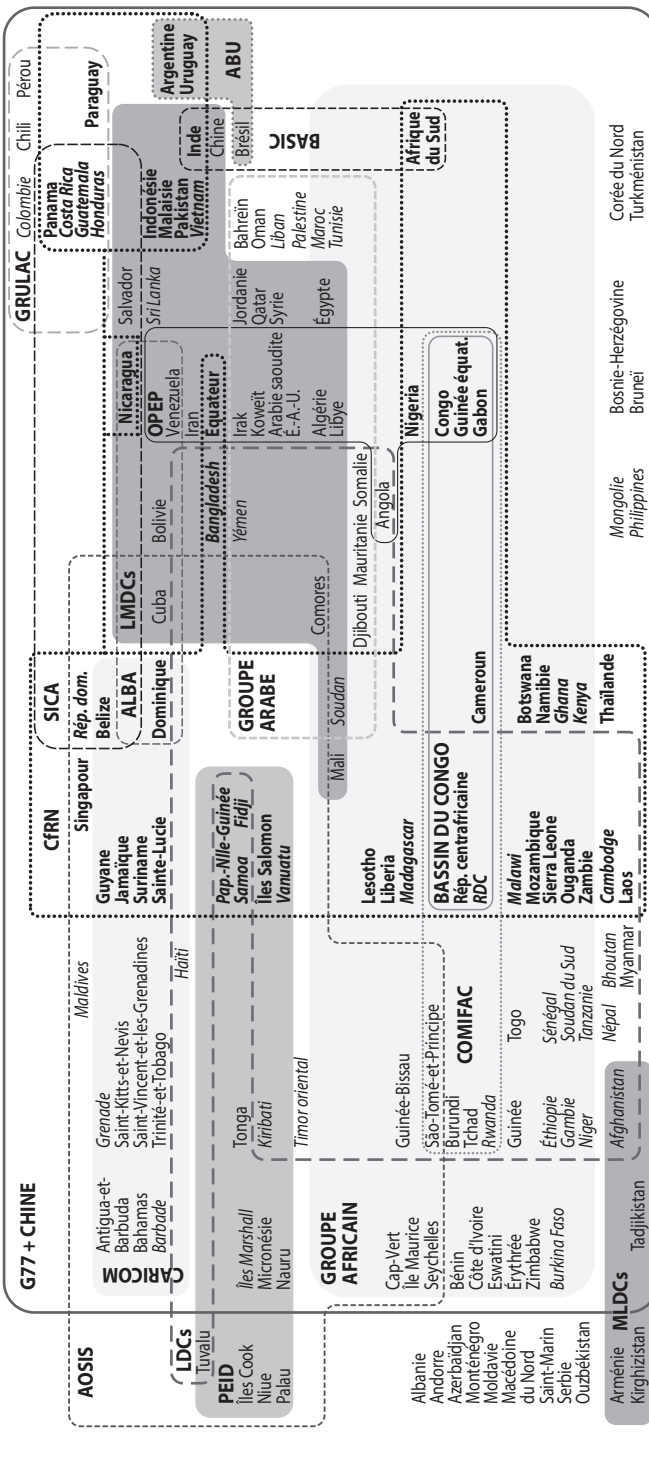 G77 + CHINE
AOSIS
Maldives
CfRN
Singapour
SICA
Rép. dom.
Belize
GRULAC
Colombie
Chili
Pérou
Panama
Costa Rica
Guatemala
Honduras
Paraguay
Argentine
Uruguay
ABU
Antigua-et-
Barbuda
Bahamas
Barbade
CARICOM
Grenade
Saint-Kitts-et-Nevis
Saint-Vincent-et-les-Grenadines
Trinité-et-Tobago
Guyane
Jamaïque
Suriname
Sainte-Lucie
ALBA
Dominique
LMDCs
Cuba
Bolivie
Nicaragua
OPEP
Venezuela
Iran
Equateur
Salvador
Sri Lanka
Indonésie
Malaisie
Pakistan
Vietnam
Inde
Chine
Brésil
BASIC
LDCs
Tuvalu
Haïti
Bangladesh
PEID
Îles Cook
Niue
Palau
Îles Marshall
Micronésie
Nauru
Tonga
Kiribati
Pap.-Nlle-Guinée
Samoa
Fidji
Îles Salomon
Vanuatu
Timor oriental
GROUPE
ARABE
Yémen
Irak
Koweït
Arabie saoudite
E.-A.-U.
Algérie
Libye
Jordanie
Qatar
Syrie
Égypte
Bahreïn
Oman
Liban
Palestine
Maroc
Tunisie
Mali
Soudan
Comores
Djibouti
Mauritanie
Somalie
Angola
GROUPE
AFRICAIN
Cap-Vert
Île Maurice
Seychelles
Bénin
Côte d'Ivoire
Eswatini
Érythrée
Zimbabwe
Burkina Faso
Guinée-Bissau
São-Tomé-et-Principe
Burundi
Tchad
Rwanda
COMIFAC
Lesotho
Liberia
Madagascar
BASSIN DU CONGO
Rép. centrafricaine
RDC
Cameroun
Nigeria
Congo
Guinée équat.
Gabon
Afrique
du Sud
Guinée
Togo
Éthiopie
Gambie
Niger
Sénégal
Soudan du Sud
Tanzanie
Malawi
Mozambique
Sierra Leone
Ouganda
Zambie
Botswana
Namibie
Ghana
Kenya
Afghanistan
Népal
Bhoutan
Myanmar
Cambodge
Laos
Thaïlande
Mongolie
Philippines
Bosnie-Herzégovine
Bruneï
Corée du Nord
Turkménistan
Albanie
Andorre
Azerbaïdjan
Monténégro
Moldavie
Macédoine
du Nord
Saint-Marin
Serbie
Ouzbékistan
Arménie
Kirghizistan
MLDCs
Tadjikistan